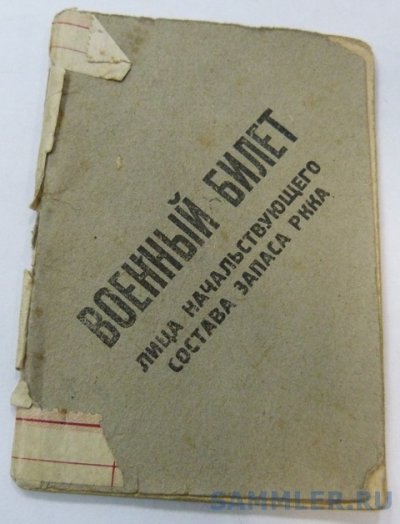 ВОЕННЫЙ БИЛЕТ
ЛИЦА НАЧАЛЬСТВУЮЩЕГО
СОСТАВА ЗАПАСА РККА
SAMMLER.RU